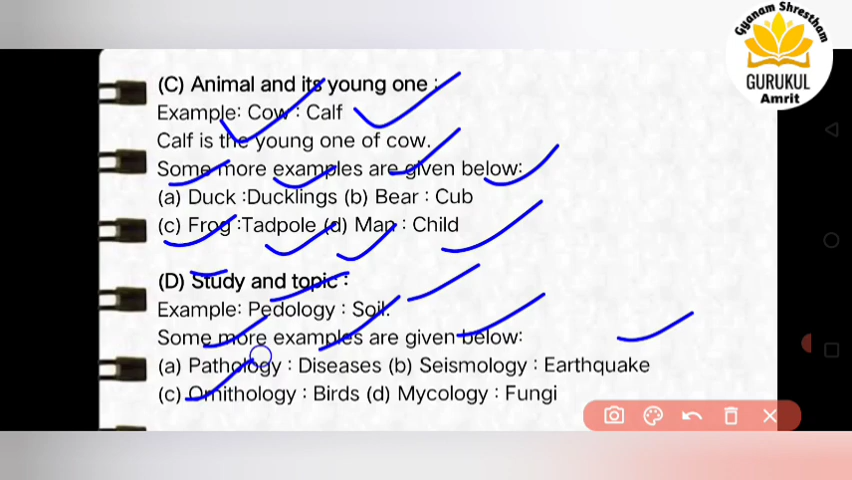 Gyanam Shrestham
GURUKUL
Amrit
(C) Animal and its young one :
Example: Cow : Calf
Calf is the young one of cow.
Some more examples are given below:
(a) Duck :Ducklings (b) Bear : Cub
(c) Frog :Tadpole (d) Man : Child
(D) Study and topic :
Example: Pedology : Soil.
Some more examples are given below:
(a) Pathology : Diseases (b) Seismology : Earthquake
(c) Ornithology : Birds (d) Mycology : Fungi